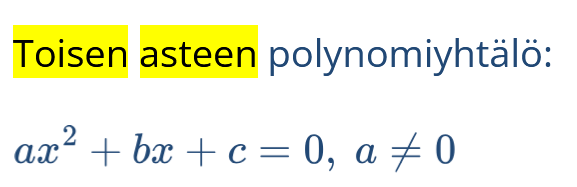 Toisen asteen polynomiyhtälö:
ax² + bx + c = 0, a ≠ 0